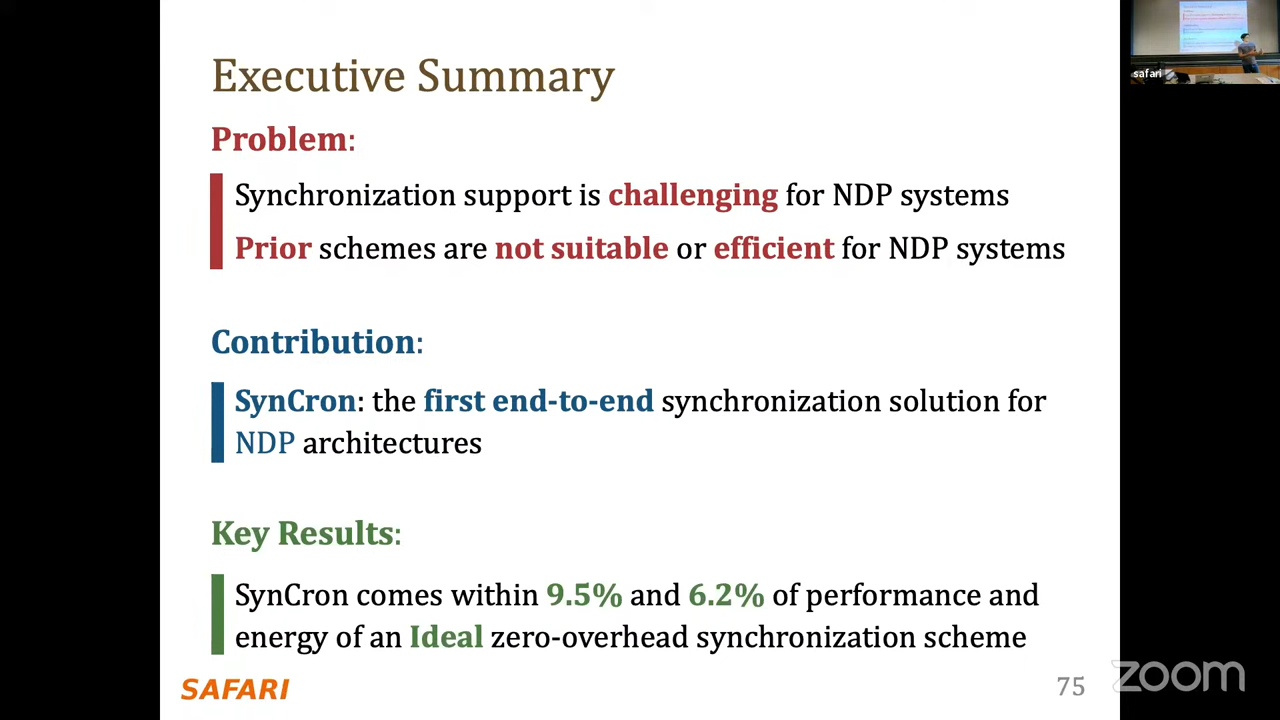 Executive Summary
Problem:
Synchronization support is challenging for NDP systems
Prior schemes are not suitable or efficient for NDP systems
Contribution:
SynCron: the first end-to-end synchronization solution for
NDP architectures
Key Results:
SynCron comes within 9.5% and 6.2% of performance and
energy of an Ideal zero-overhead synchronization scheme
SAFARI
75
zoom
safari